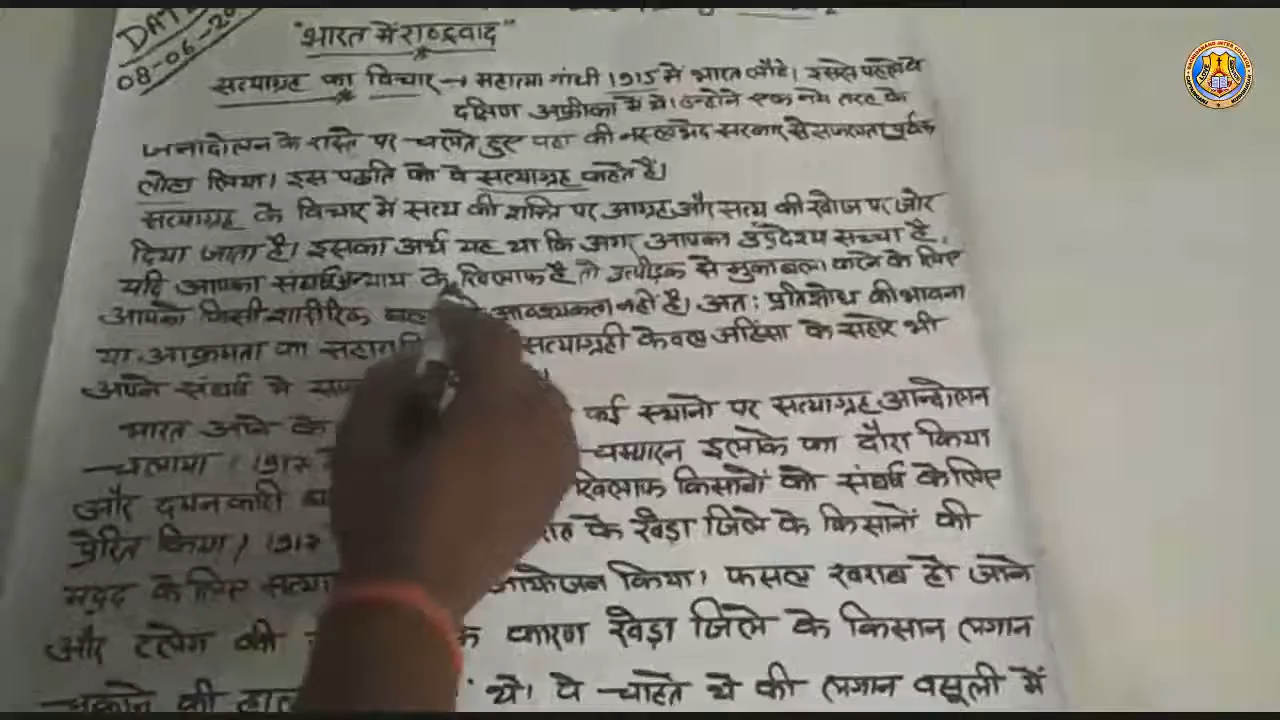 DATE
08-06-20
"भारत में राष्ट्रवाद"
सत्याग्रह का विचार → महात्मा गांधी 1915 में भारत लौटे। इससे पहले वे
दक्षिण अफ्रीका में थे। उन्होंने एक नये तरह के
जनांदोलन के रास्ते पर चलते हुए वहां की नस्लभेद सरकार से सफलता पूर्वक
लोहा लिया। इस पद्धति को वे सत्याग्रह कहते है।
सत्याग्रह के विचार में सत्य की शक्ति पर आग्रह और सत्य की खोज पर जोर
दिया जाता है। इसका अर्थ यह था कि अगर आपका उद्देश्य सच्चा है,
यदि आपका संघर्ष अन्याय के खिलाफ है तो उत्पीड़क से मुकाबला करने के लिए
आपको किसी शारीरिक आवश्यकता नही है। अतः प्रतिशोध की भावना
या आक्रमता का सत्याग्रही केवल अहिंसा के सहारे भी
अपने संघर्ष मे
भारत आने के कई स्थानो पर सत्याग्रह आन्दोलन
चलाया। चम्पारन इलाके का दौरा किया
और दमनकारी खिलाफ किसानों को संघर्ष के लिए
प्रेरित किया। के खेड़ा जिले के किसानों की
मदद के लिए आयोजन किया। फसल खराब हो जाने
और प्लेग की कारण खेड़ा जिले के किसान लगान
चुकाने की थे। वे चाहते थे की लगान वसूली में